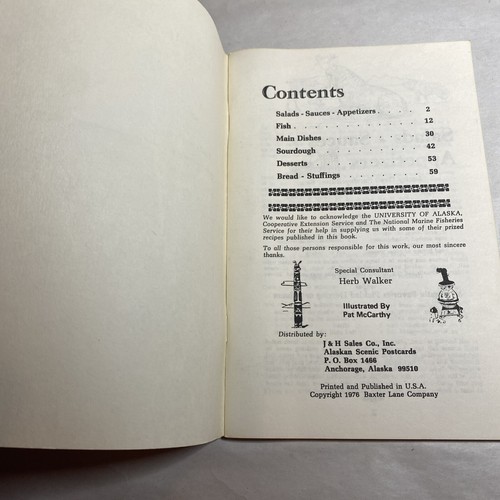 Contents
Salads - Sauces - Appetizers . . . . 2
Fish . . . . . . . . . . . 12
Main Dishes . . . . . . . . . 30
Sourdough . . . . . . . . . 42
Desserts . . . . . . . . . . 53
Bread - Stuffings . . . . . . . . 59
We would like to acknowledge the UNIVERSITY OF ALASKA,
Cooperative Extension Service and The National Marine Fisheries
Service for their help in supplying us with some of their prized
recipes published in this book.
To all those persons responsible for this work, our most sincere
thanks.
Special Consultant
Herb Walker
Illustrated By
Pat McCarthy
Distributed by:
J & H Sales Co., Inc.
Alaskan Scenic Postcards
P. O. Box 1466
Anchorage, Alaska 99510
Printed and Published in U.S.A.
Copyright 1976 Baxter Lane Company